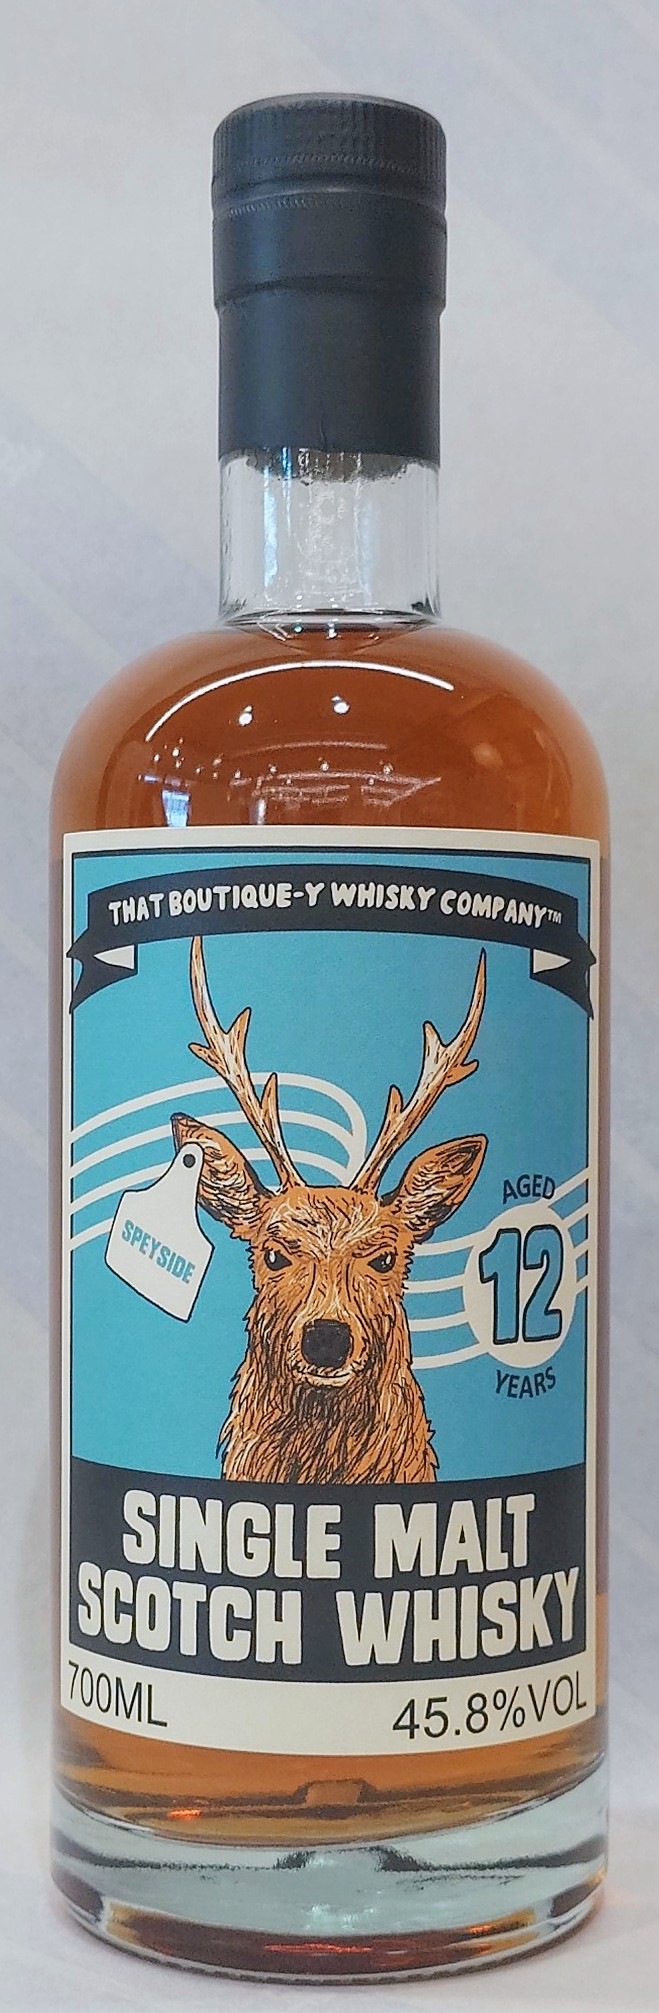 THAT BOUTIQUE-Y WHISKY COMPANY™
SPEYSIDE
AGED
12
YEARS
SINGLE MALT
SCOTCH WHISKY
700ML
45.8%VOL